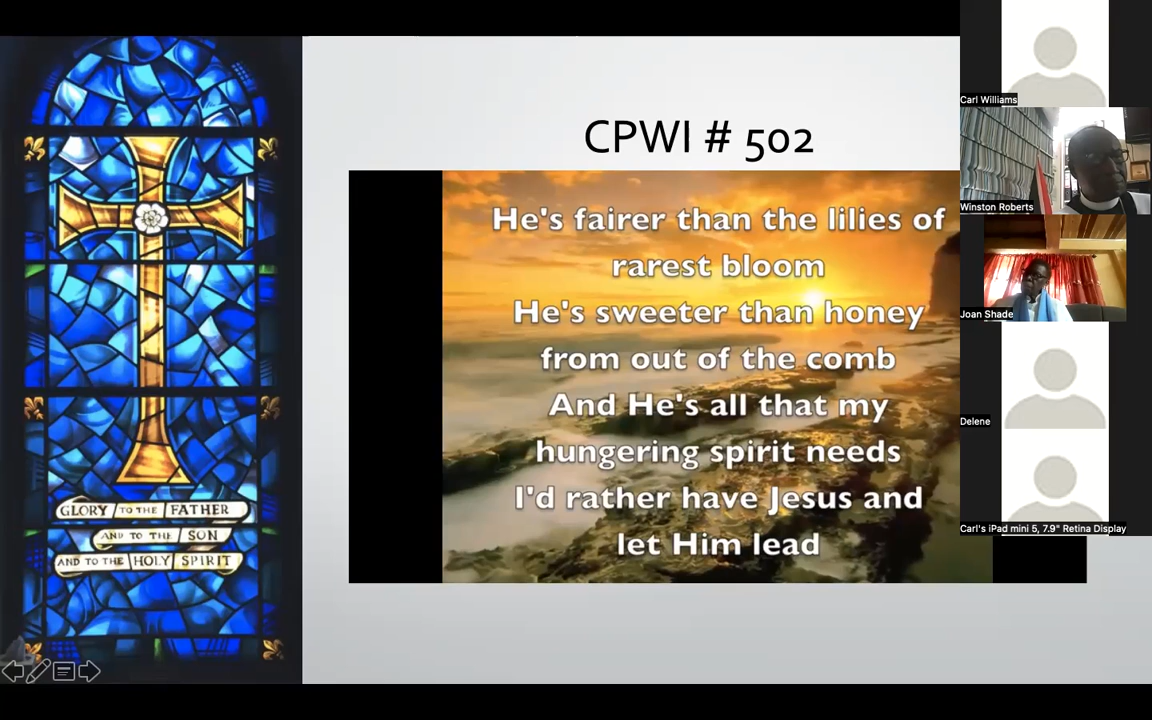 CPWI # 502
He's fairer than the lilies of
rarest bloom
He's sweeter than honey
from out of the comb
And He's all that my
hungering spirit needs
I'd rather have Jesus and
let Him lead
GLORY TO THE FATHER
AND TO THE SON
AND TO THE HOLY SPIRIT
Carl Williams
Winston Roberts
Joan Shade
Delene
Carl's iPad mini 5, 7.9" Retina Display